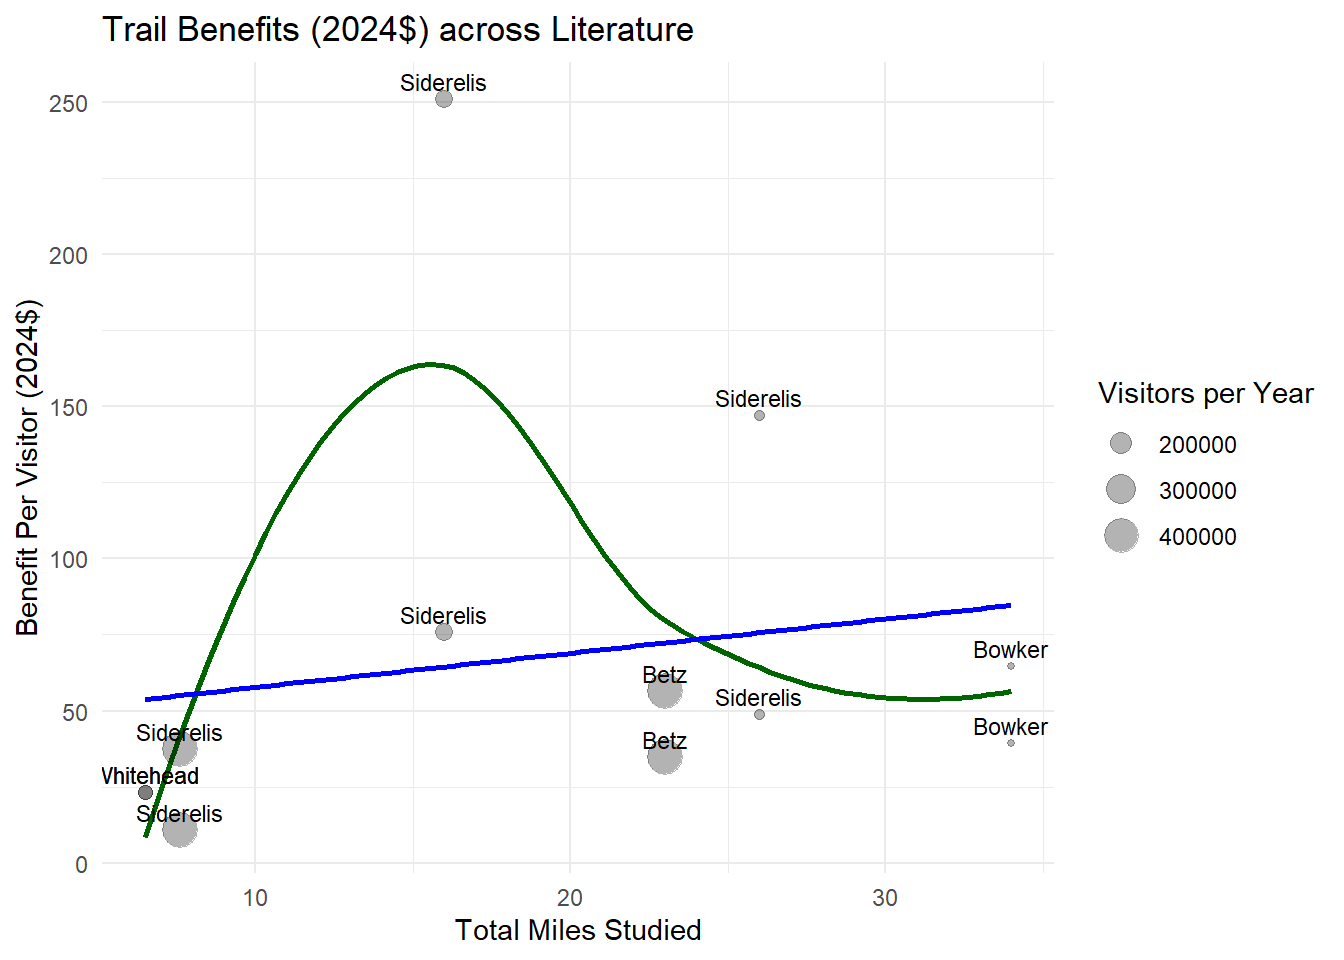 Trail Benefits (2024$) across Literature
Siderelis
250
200
Benefit Per Visitor (2024$)
150
Siderelis
Visitors per Year
200000
300000
400000
100
Siderelis
Bowker
Betz
Siderelis
50
Siderelis
Betz
Bowker
Whitehead
Siderelis
0
10
20
30
Total Miles Studied